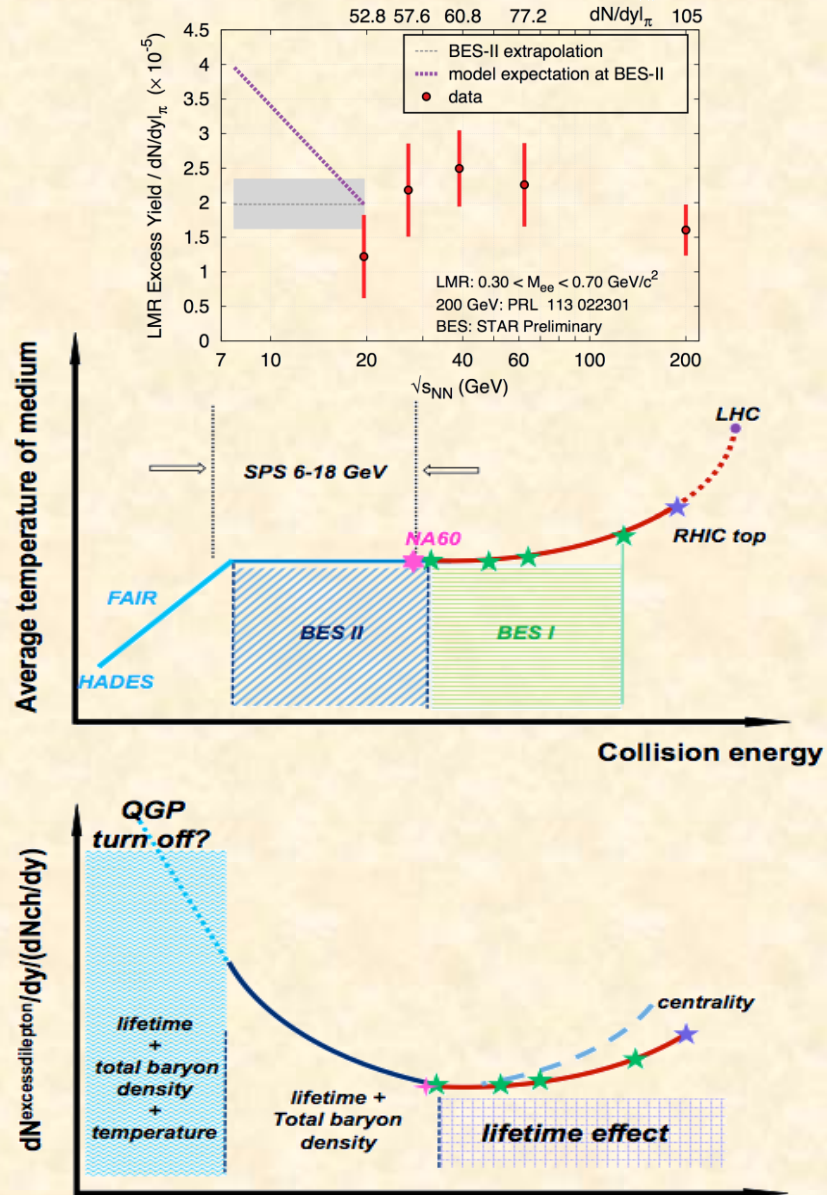 52.8 57.6 60.8 77.2 dN/dy|π 105
LMR Excess Yield / dN/dy|π (× 10⁻⁵)
4.5
4
3.5
3
2.5
2
1.5
1
0.5
0
BES-II extrapolation
model expectation at BES-II
data
LMR: 0.30 < Mee < 0.70 GeV/c²
200 GeV: PRL 113 022301
BES: STAR Preliminary
7 10 20 40 60 100 200
√sNN (GeV)
Average temperature of medium
LHC
SPS 6-18 GeV
NA60
RHIC top
FAIR
BES II
BES I
HADES
Collision energy
dNexcessdilepton/dy/(dNch/dy)
QGP
turn off?
centrality
lifetime
+
total baryon
density
+
temperature
lifetime +
Total baryon
density
lifetime effect